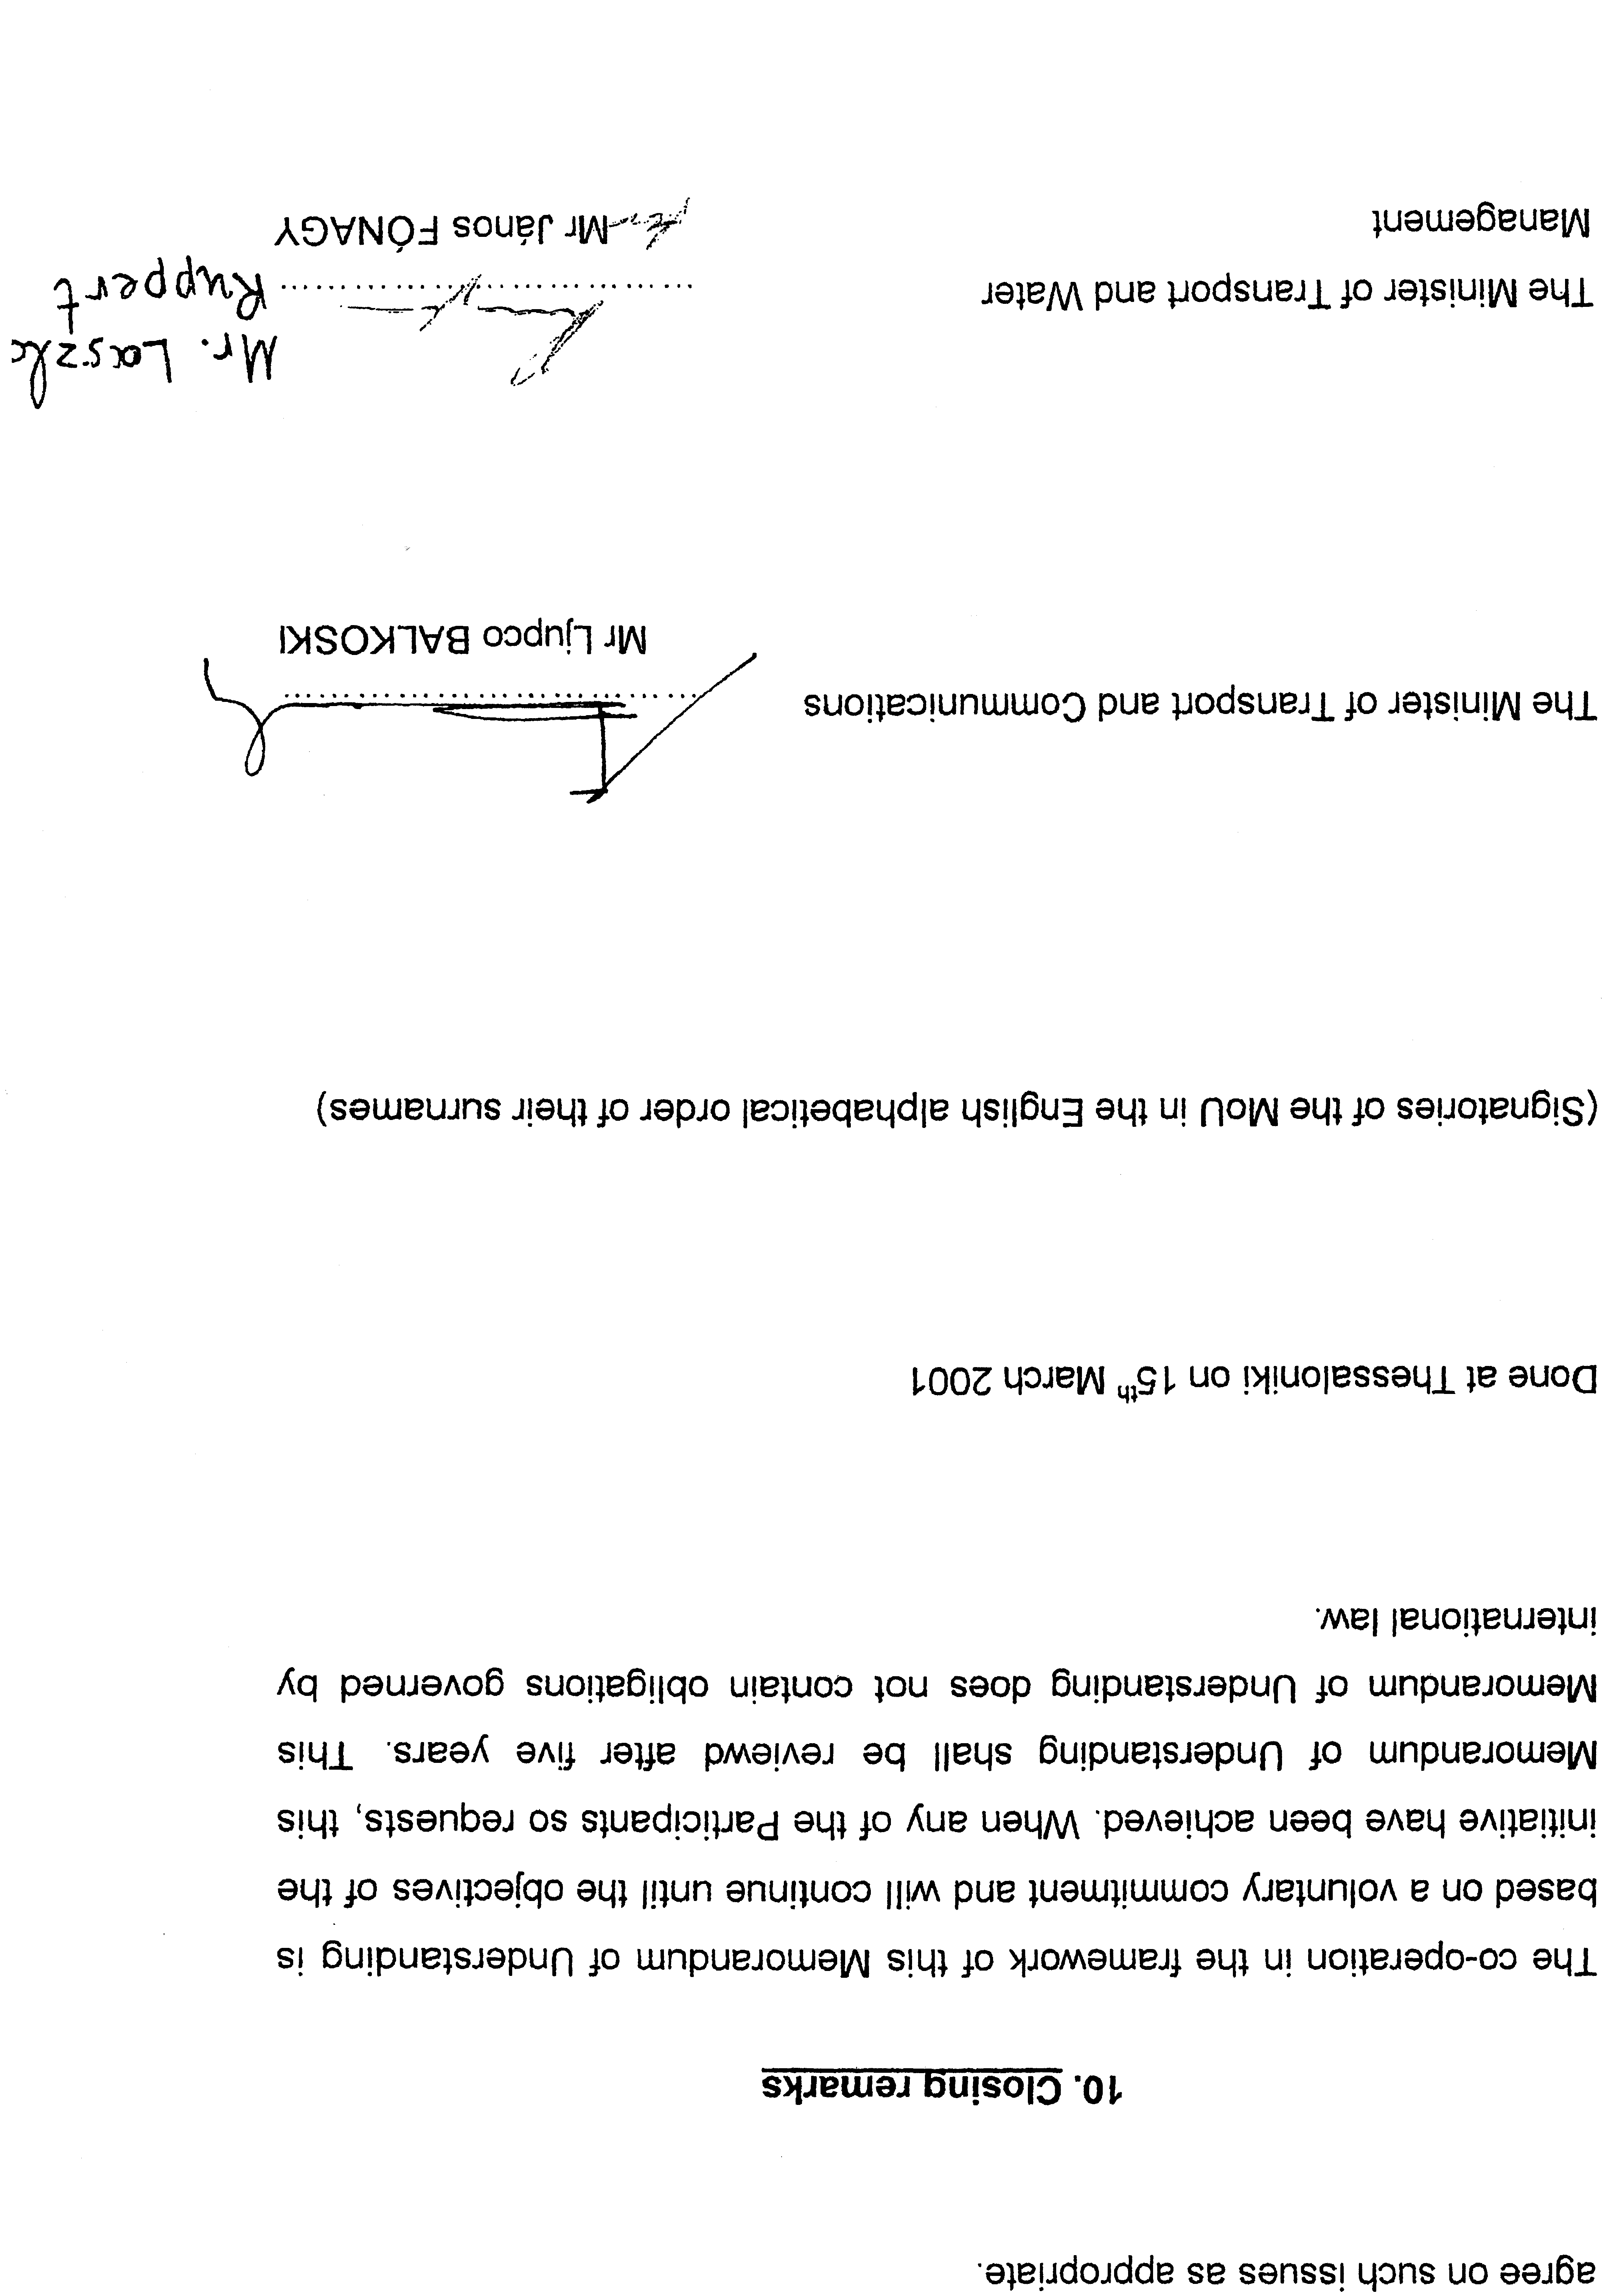 agree on such issues as appropriate.
10. Closing remarks
The co-operation in the framework of this Memorandum of Understanding is
based on a voluntary commitment and will continue until the objectives of the
initiative have been achieved. When any of the Participants so requests, this
Memorandum of Understanding shall be reviewd after five years. This
Memorandum of Understanding does not contain obligations governed by
international law.
Done at Thessaloniki on 15th March 2001
(Signatories of the MoU in the English alphabetical order of their surnames)
The Minister of Transport and Communications ..............................
Mr Ljupco BALKOSKI
Mr. Laszlo
The Minister of Transport and Water .............................. Ruppert
Management Mr János FÓNAGY